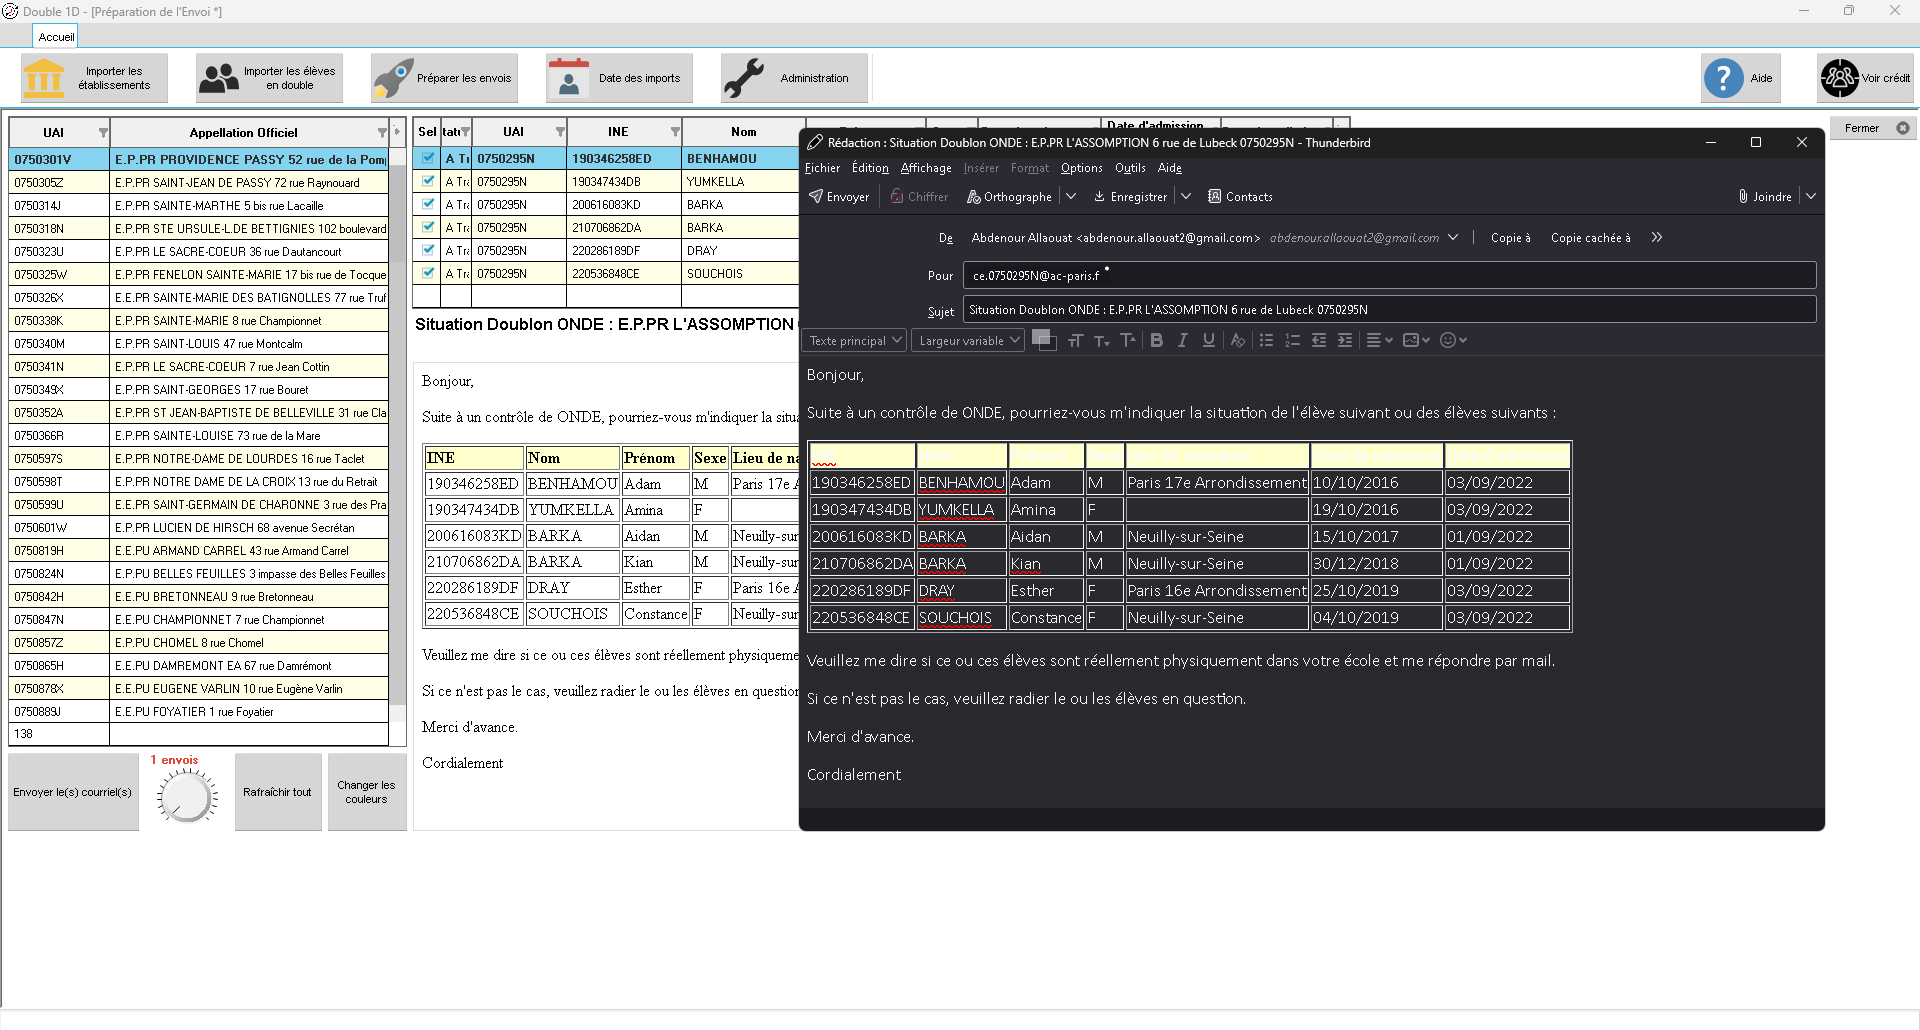 Double 1D - [Préparation de l'Envoi *]
Accueil
Importer les établissements
Importer les élèves en double
Préparer les envois
Date des imports
Administration
Aide
Voir crédit
Fermer
UAI Appellation Officiel
0750301V E.P.PR PROVIDENCE PASSY 52 rue de la Pom
0750305Z E.P.PR SAINT-JEAN DE PASSY 72 rue Raynouard
0750314J E.P.PR SAINTE-MARTHE 5 bis rue Lacaille
0750318N E.P.PR STE URSULE-L.DE BETTIGNIES 102 boulevard
0750323U E.P.PR LE SACRE-COEUR 36 rue Dautancourt
0750325W E.P.PR FENELON SAINTE-MARIE 17 bis rue de Tocque
0750326X E.E.PR SAINTE-MARIE DES BATIGNOLLES 77 rue Truf
0750338K E.P.PR SAINTE-MARIE 8 rue Championnet
0750340M E.P.PR SAINT-LOUIS 47 rue Montcalm
0750341N E.P.PR LE SACRE-COEUR 7 rue Jean Cottin
0750349X E.P.PR SAINT-GEORGES 17 rue Bouret
0750352A E.P.PR ST JEAN-BAPTISTE DE BELLEVILLE 31 rue Cla
0750366R E.P.PR SAINTE-LOUISE 73 rue de la Mare
0750597S E.P.PR NOTRE-DAME DE LOURDES 16 rue Taclet
0750598T E.P.PR NOTRE DAME DE LA CROIX 13 rue du Retrait
0750599U E.P.PR SAINT-GERMAIN DE CHARONNE 3 rue des Pra
0750601W E.P.PR LUCIEN DE HIRSCH 68 avenue Secrétan
0750819H E.E.PU ARMAND CARREL 43 rue Armand Carrel
0750824N E.P.PU BELLES FEUILLES 3 impasse des Belles Feuilles
0750842H E.P.PU BRETONNEAU 9 rue Bretonneau
0750847N E.E.PU CHAMPIONNET 7 rue Championnet
0750857Z E.P.PU CHOMEL 8 rue Chomel
0750865H E.E.PU DAMREMONT EA 67 rue Damrémont
0750878X E.E.PU EUGENE VARLIN 10 rue Eugène Varlin
0750889J E.E.PU FOYATIER 1 rue Foyatier
138
Envoyer le(s) courriel(s)
1 envois
Rafraîchir tout
Changer les couleurs
Sel tatu UAI INE Nom Date d'admission
A Tr 0750295N 190346258ED BENHAMOU
A Tra 0750295N 190347434DB YUMKELLA
A Tra 0750295N 200616083KD BARKA
A Tra 0750295N 210706862DA BARKA
A Tra 0750295N 220286189DF DRAY
A Tra 0750295N 220536848CE SOUCHOIS
Situation Doublon ONDE : E.P.PR L'ASSOMPTION
Bonjour,
Suite à un contrôle de ONDE, pourriez-vous m'indiquer la situa
INE Nom Prénom Sexe Lieu de na
190346258ED BENHAMOU Adam M Paris 17e A
190347434DB YUMKELLA Amina F
200616083KD BARKA Aidan M Neuilly-sur
210706862DA BARKA Kian M Neuilly-sur
220286189DF DRAY Esther F Paris 16e A
220536848CE SOUCHOIS Constance F Neuilly-sur
Veuillez me dire si ce ou ces élèves sont réellement physiqueme
Si ce n'est pas le cas, veuillez radier le ou les élèves en question
Merci d'avance.
Cordialement
Rédaction : Situation Doublon ONDE : E.P.PR L'ASSOMPTION 6 rue de Lubeck 0750295N - Thunderbird
Fichier Édition Affichage Insérer Format Options Outils Aide
Envoyer Chiffrer Orthographe Enregistrer Contacts Joindre
De Abdenour Allaouat <abdenour.allaouat2@gmail.com> abdenour.allaouat2@gmail.com Copie à Copie cachée à
Pour ce.0750295N@ac-paris.f
Sujet Situation Doublon ONDE : E.P.PR L'ASSOMPTION 6 rue de Lubeck 0750295N
Texte principal Largeur variable
Bonjour,
Suite à un contrôle de ONDE, pourriez-vous m'indiquer la situation de l'élève suivant ou des élèves suivants :
190346258ED BENHAMOU Adam M Paris 17e Arrondissement 10/10/2016 03/09/2022
190347434DB YUMKELLA Amina F 19/10/2016 03/09/2022
200616083KD BARKA Aidan M Neuilly-sur-Seine 15/10/2017 01/09/2022
210706862DA BARKA Kian M Neuilly-sur-Seine 30/12/2018 01/09/2022
220286189DF DRAY Esther F Paris 16e Arrondissement 25/10/2019 03/09/2022
220536848CE SOUCHOIS Constance F Neuilly-sur-Seine 04/10/2019 03/09/2022
Veuillez me dire si ce ou ces élèves sont réellement physiquement dans votre école et me répondre par mail.
Si ce n'est pas le cas, veuillez radier le ou les élèves en question.
Merci d'avance.
Cordialement